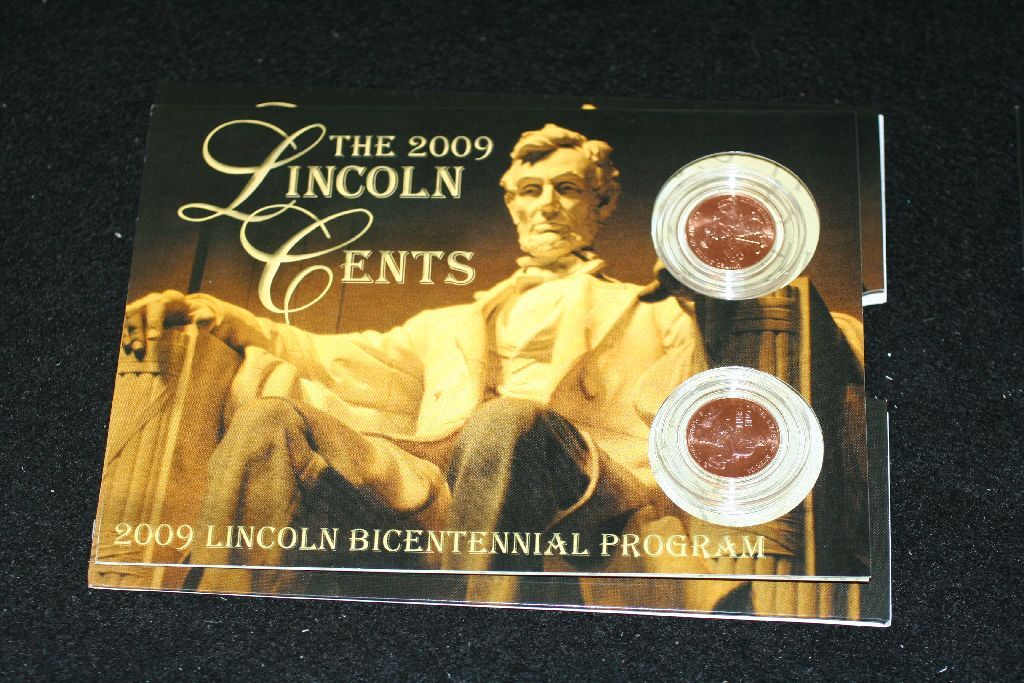 THE 2009
LINCOLN
CENTS
2009 LINCOLN BICENTENNIAL PROGRAM